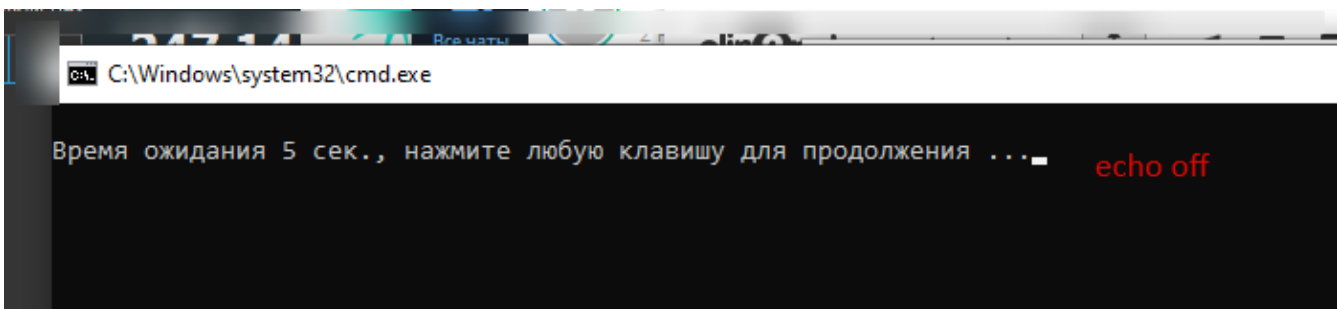 Все чаты
C:\Windows\system32\cmd.exe
Время ожидания 5 сек., нажмите любую клавишу для продолжения ...
echo off